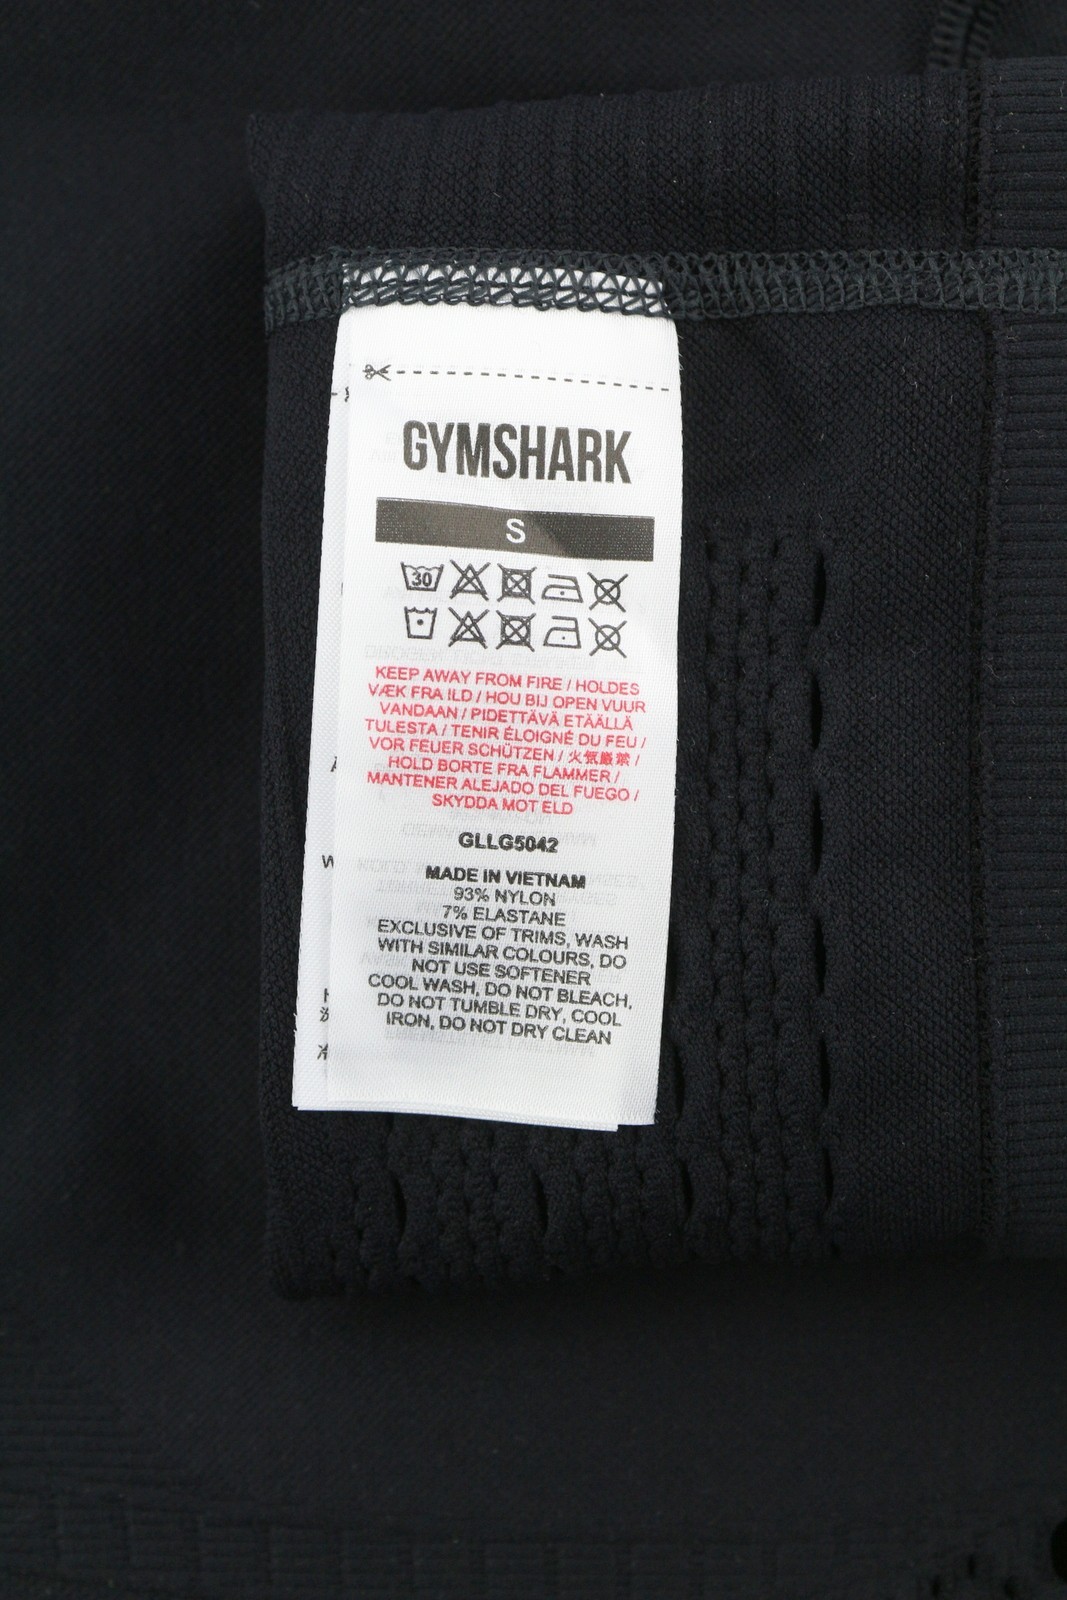 GYMSHARK
S
30
KEEP AWAY FROM FIRE / HOLDES
VÆK FRA ILD / HOU BIJ OPEN VUUR
VANDAAN / PIDETTÄVÄ ETÄÄLLÄ
TULESTA / TENIR ÉLOIGNÉ DU FEU /
VOR FEUER SCHÜTZEN / 火気厳禁 /
HOLD BORTE FRA FLAMMER /
MANTENER ALEJADO DEL FUEGO /
SKYDDA MOT ELD
GLLG5042
MADE IN VIETNAM
93% NYLON
7% ELASTANE
EXCLUSIVE OF TRIMS, WASH
WITH SIMILAR COLOURS, DO
NOT USE SOFTENER
COOL WASH, DO NOT BLEACH,
DO NOT TUMBLE DRY, COOL
IRON, DO NOT DRY CLEAN